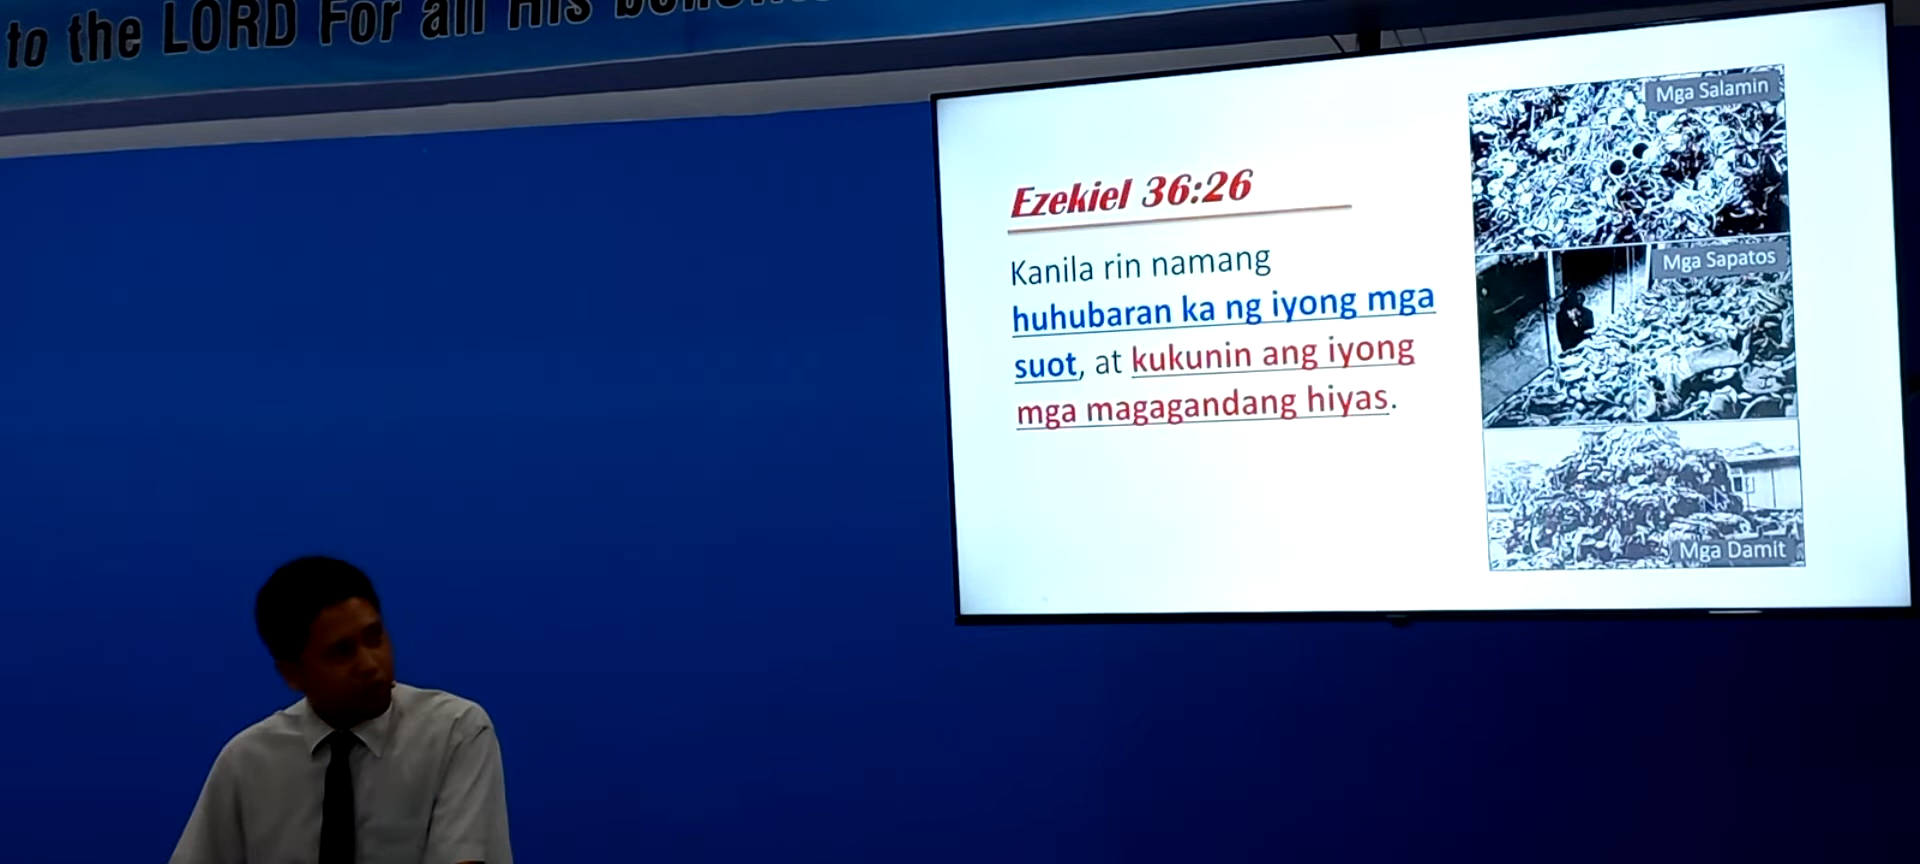 to the LORD For all His
Ezekiel 36:26
Kanila rin namang
huhubaran ka ng iyong mga
suot, at kukunin ang iyong
mga magagandang hiyas.
Mga Salamin
Mga Sapatos
Mga Damit